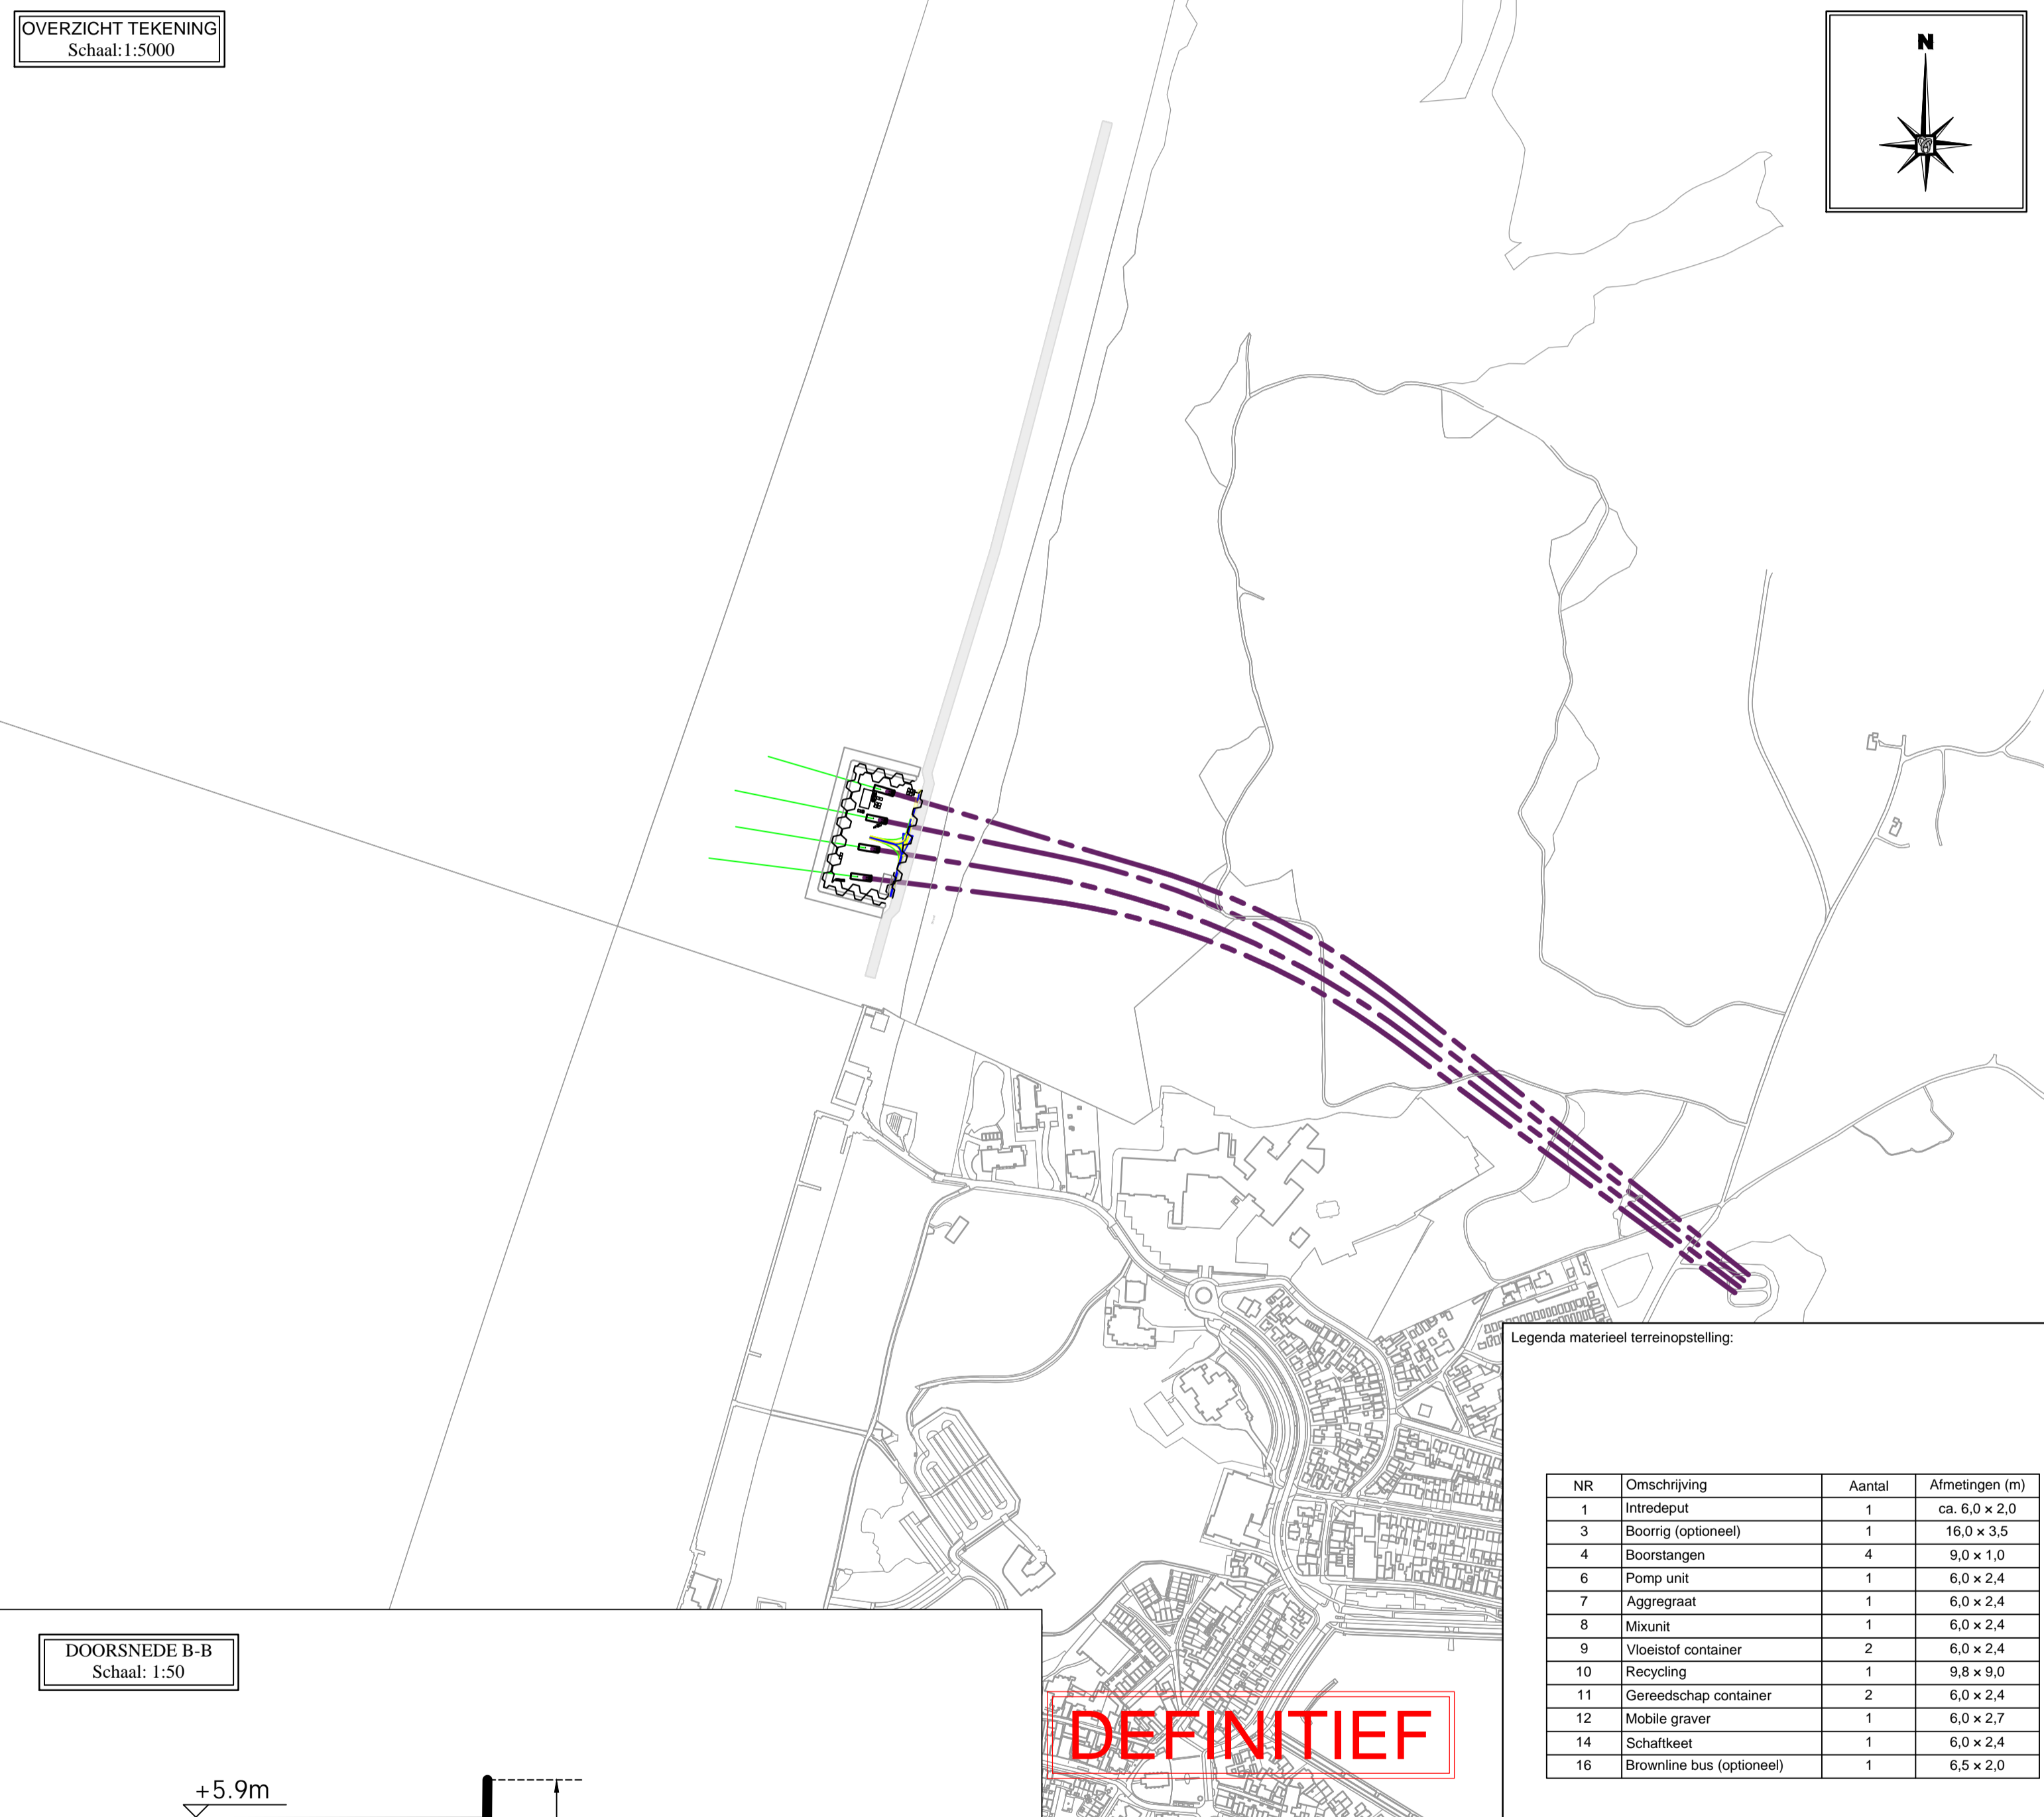 OVERZICHT TEKENING
Schaal:1:5000
N
Legenda materieel terreinopstelling:
NR Omschrijving Aantal Afmetingen (m)
1 Intredeput 1 ca. 6,0 × 2,0
3 Boorrig (optioneel) 1 16,0 × 3,5
4 Boorstangen 4 9,0 × 1,0
6 Pomp unit 1 6,0 × 2,4
7 Aggregraat 1 6,0 × 2,4
8 Mixunit 1 6,0 × 2,4
9 Vloeistof container 2 6,0 × 2,4
10 Recycling 1 9,8 × 9,0
11 Gereedschap container 2 6,0 × 2,4
12 Mobile graver 1 6,0 × 2,7
14 Schaftkeet 1 6,0 × 2,4
16 Brownline bus (optioneel) 1 6,5 × 2,0
DOORSNEDE B-B
Schaal: 1:50
DEFINITIEF
+5.9m